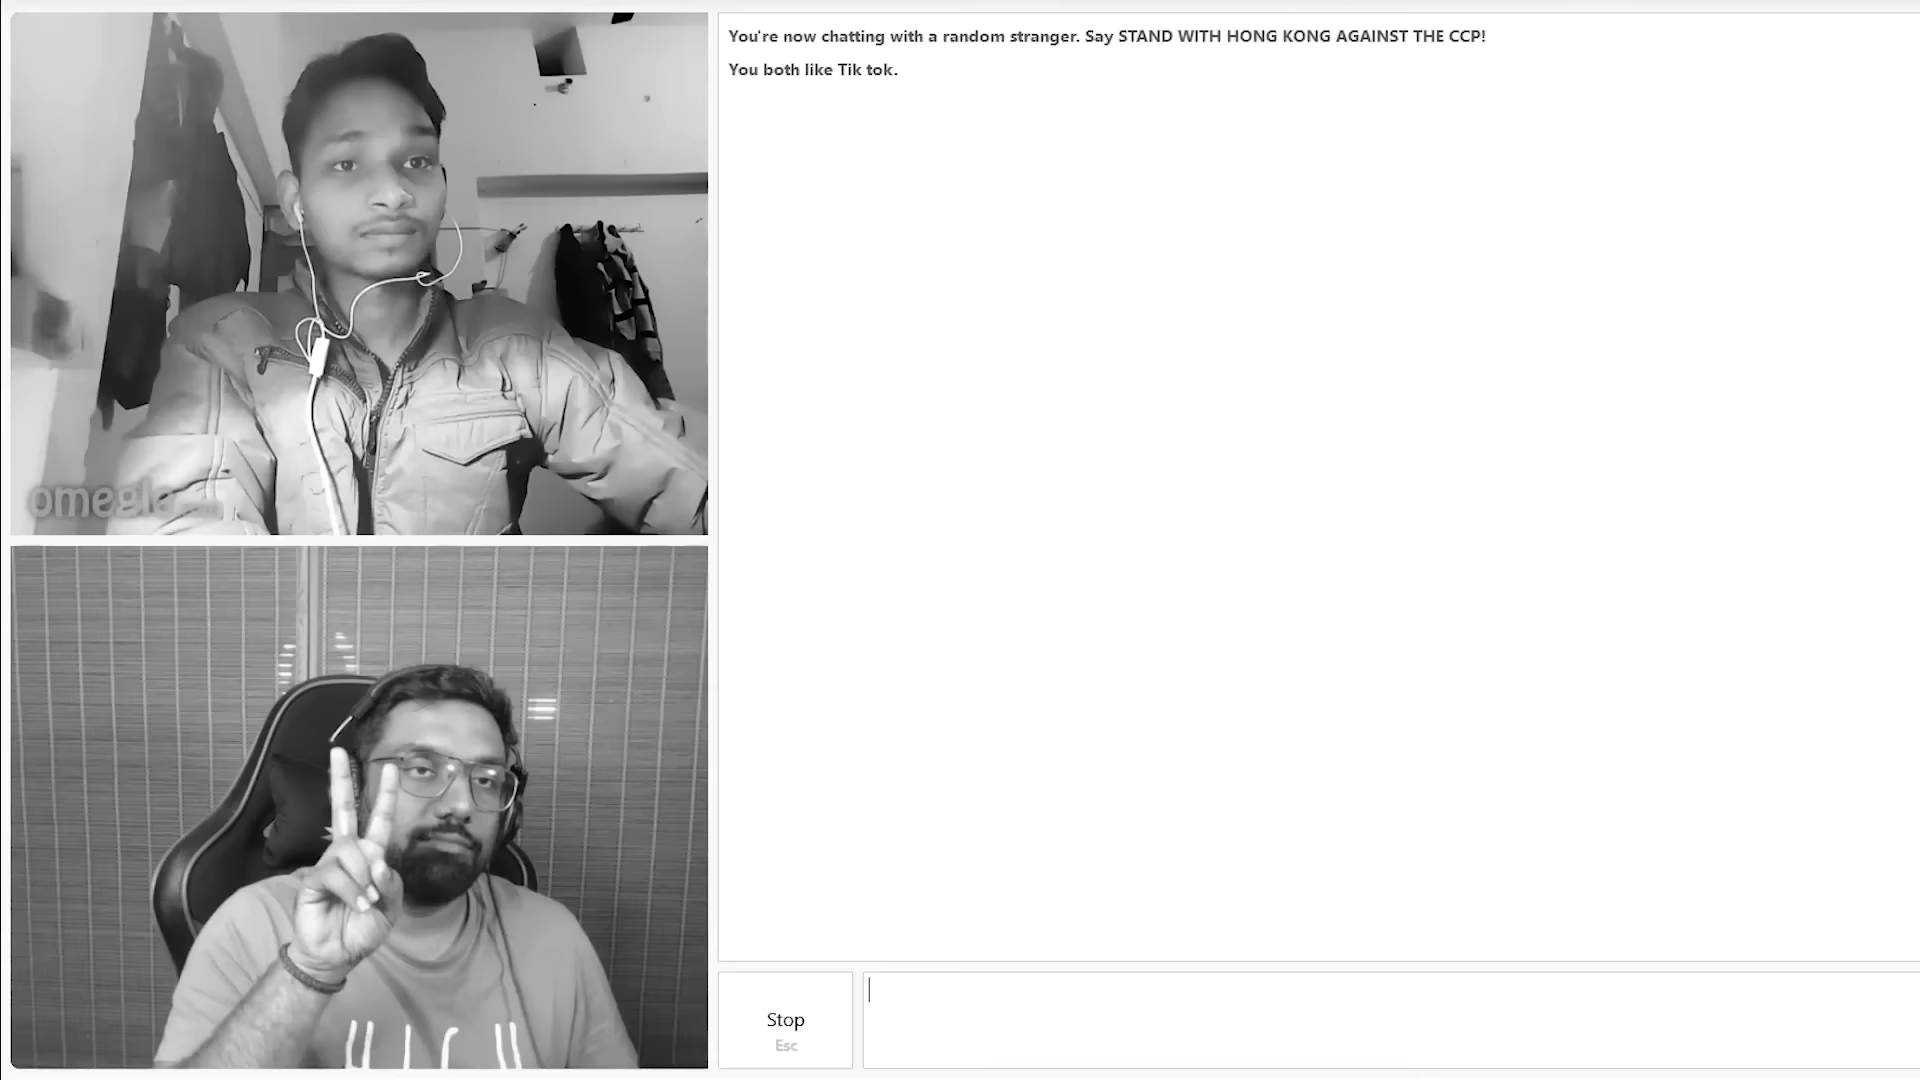 You're now chatting with a random stranger. Say STAND WITH HONG KONG AGAINST THE CCP!
You both like Tik tok.
omegle
Stop
Esc